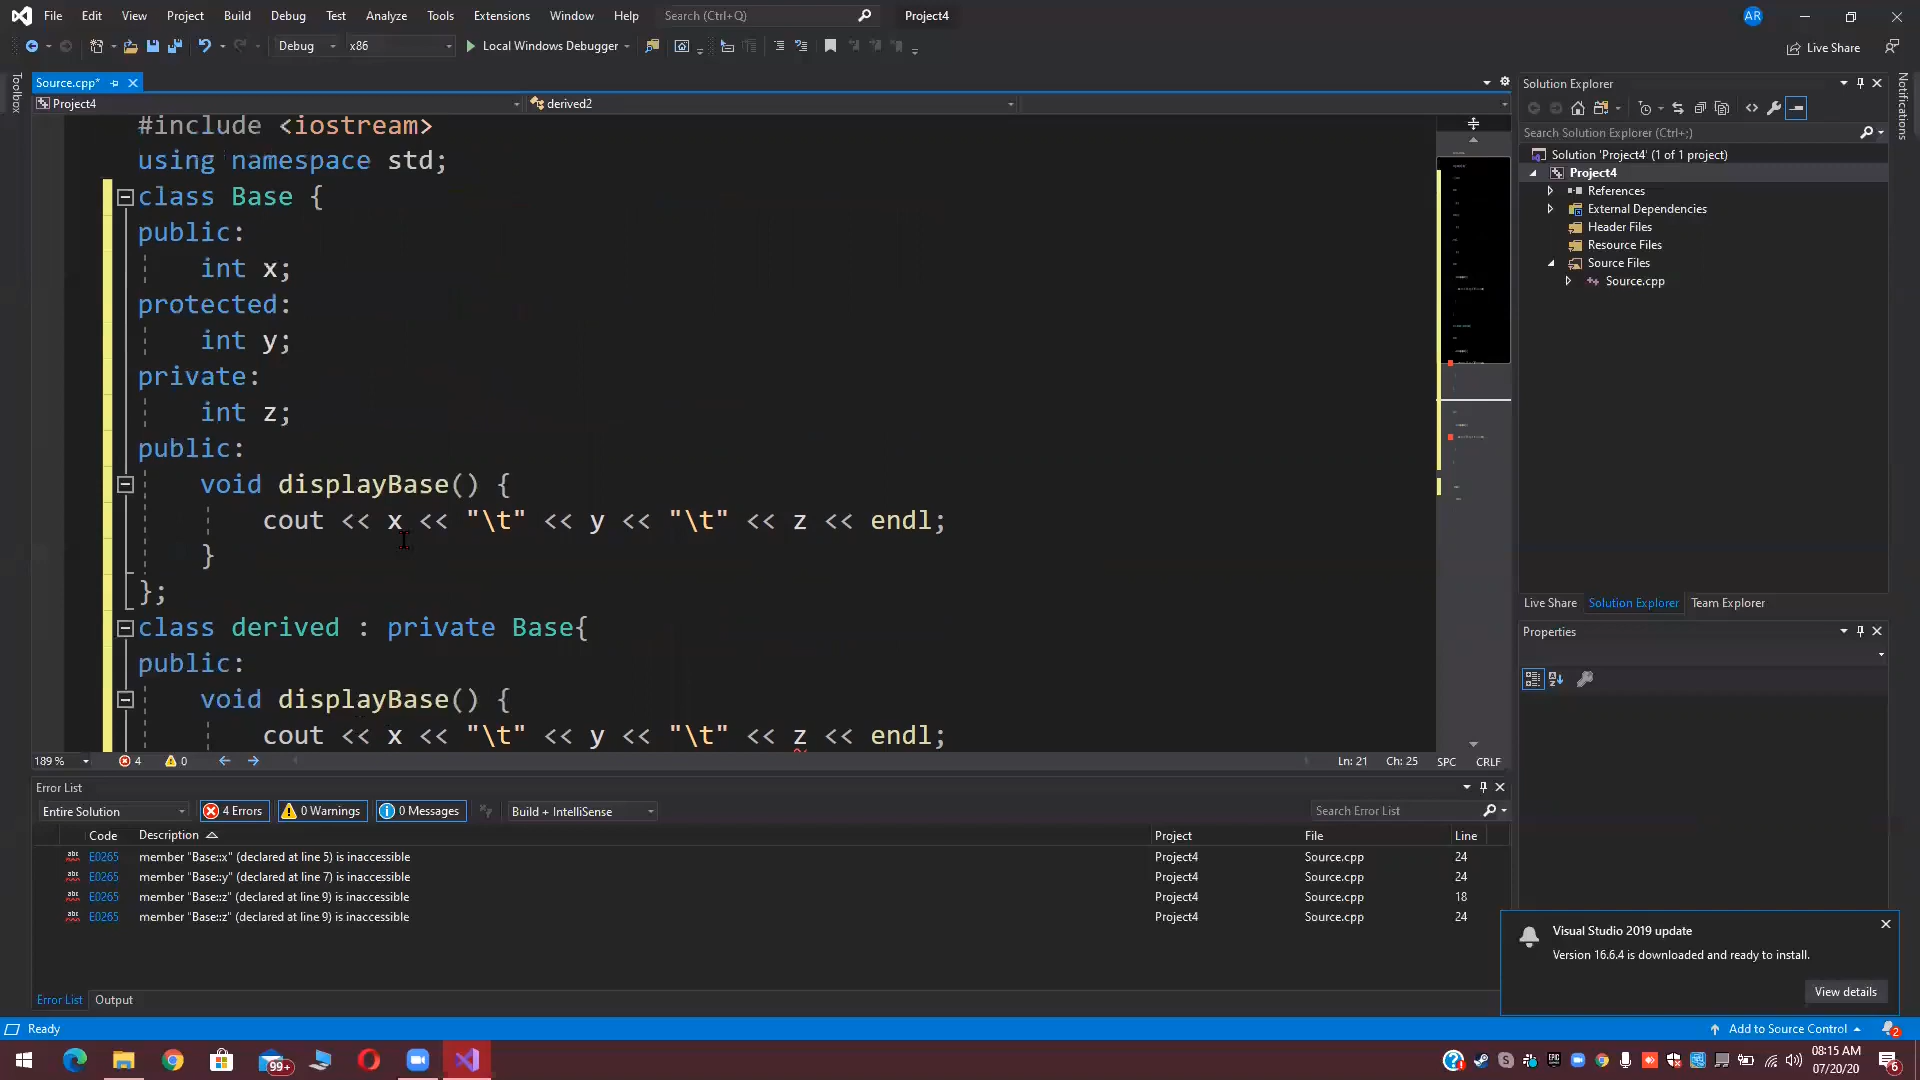 File Edit View Project Build Debug Test Analyze Tools Extensions Window Help Search (Ctrl+Q) Project4 AR
Debug x86 Local Windows Debugger Live Share
Toolbox
Source.cpp*
Project4 derived2
#include <iostream>
using namespace std;
class Base {
public:
int x;
protected:
int y;
private:
int z;
public:
void displayBase() {
cout << x << "\t" << y << "\t" << z << endl;
}
};
class derived : private Base{
public:
void displayBase() {
cout << x << "\t" << y << "\t" << z << endl;
189 % 4 0 Ln: 21 Ch: 25 SPC CRLF
Solution Explorer
Search Solution Explorer (Ctrl+;)
Solution 'Project4' (1 of 1 project)
Project4
References
External Dependencies
Header Files
Resource Files
Source Files
Source.cpp
Live Share Solution Explorer Team Explorer
Properties
Notifications
Error List
Entire Solution 4 Errors 0 Warnings 0 Messages Build + IntelliSense Search Error List
Code Description Project File Line
abc E0265 member "Base::x" (declared at line 5) is inaccessible Project4 Source.cpp 24
abc E0265 member "Base::y" (declared at line 7) is inaccessible Project4 Source.cpp 24
abc E0265 member "Base::z" (declared at line 9) is inaccessible Project4 Source.cpp 18
abc E0265 member "Base::z" (declared at line 9) is inaccessible Project4 Source.cpp 24
Visual Studio 2019 update
Version 16.6.4 is downloaded and ready to install.
View details
Error List Output
Ready Add to Source Control 2
99+
08:15 AM
07/20/20
6